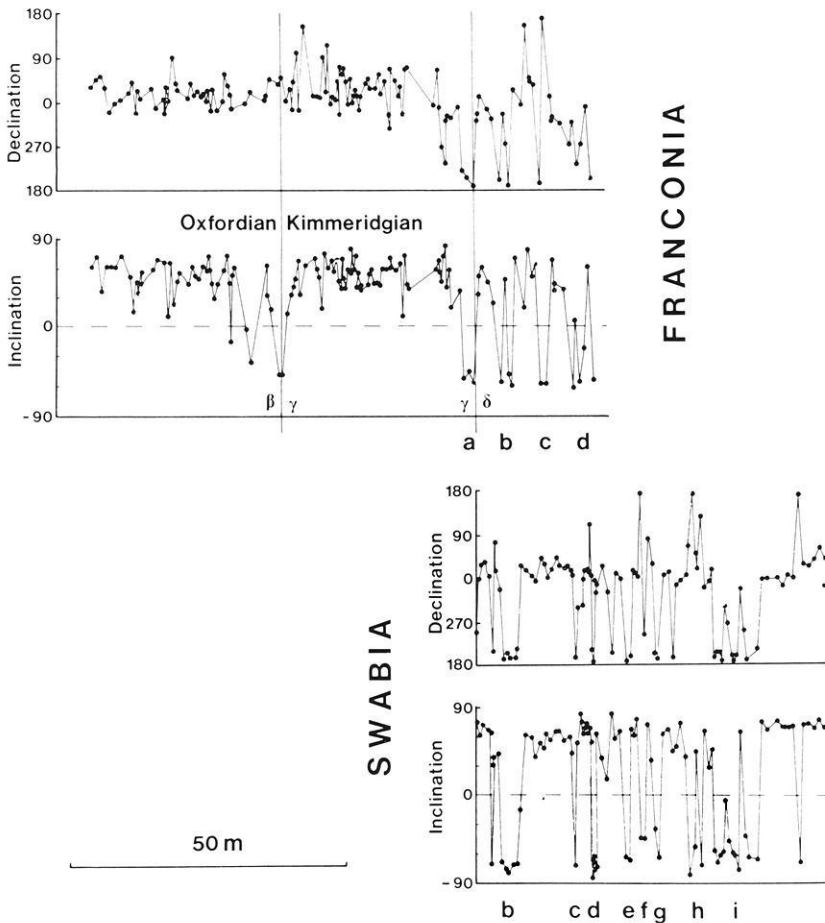 Declination
90
0
270
180
FRANCONIA
Oxfordian Kimmeridgian
Inclination
90
0
-90
β γ γ δ
a b c d
SWABIA
Declination
180
90
0
270
180
Inclination
90
0
-90
50 m
b c d e f g h i